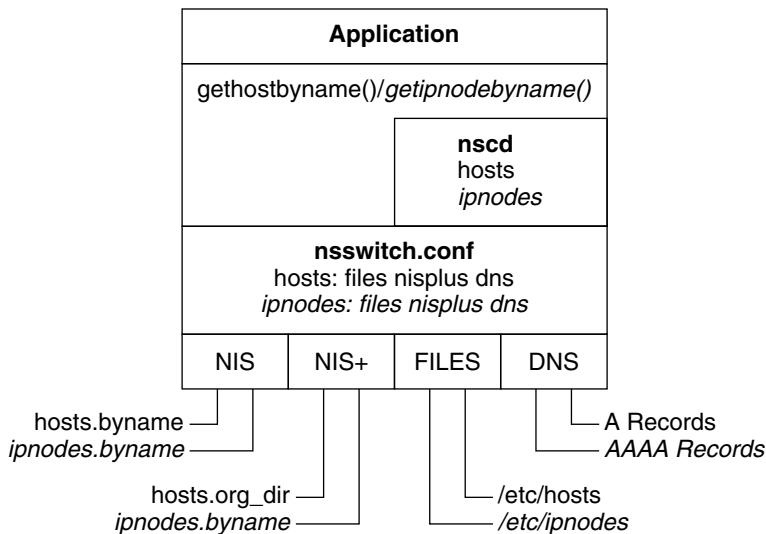 Application
gethostbyname()/getipnodebyname()
nscd
hosts
ipnodes
nsswitch.conf
hosts: files nisplus dns
ipnodes: files nisplus dns
NIS
NIS+
FILES
DNS
hosts.byname
ipnodes.byname
A Records
AAAA Records
hosts.org_dir
ipnodes.byname
/etc/hosts
/etc/ipnodes